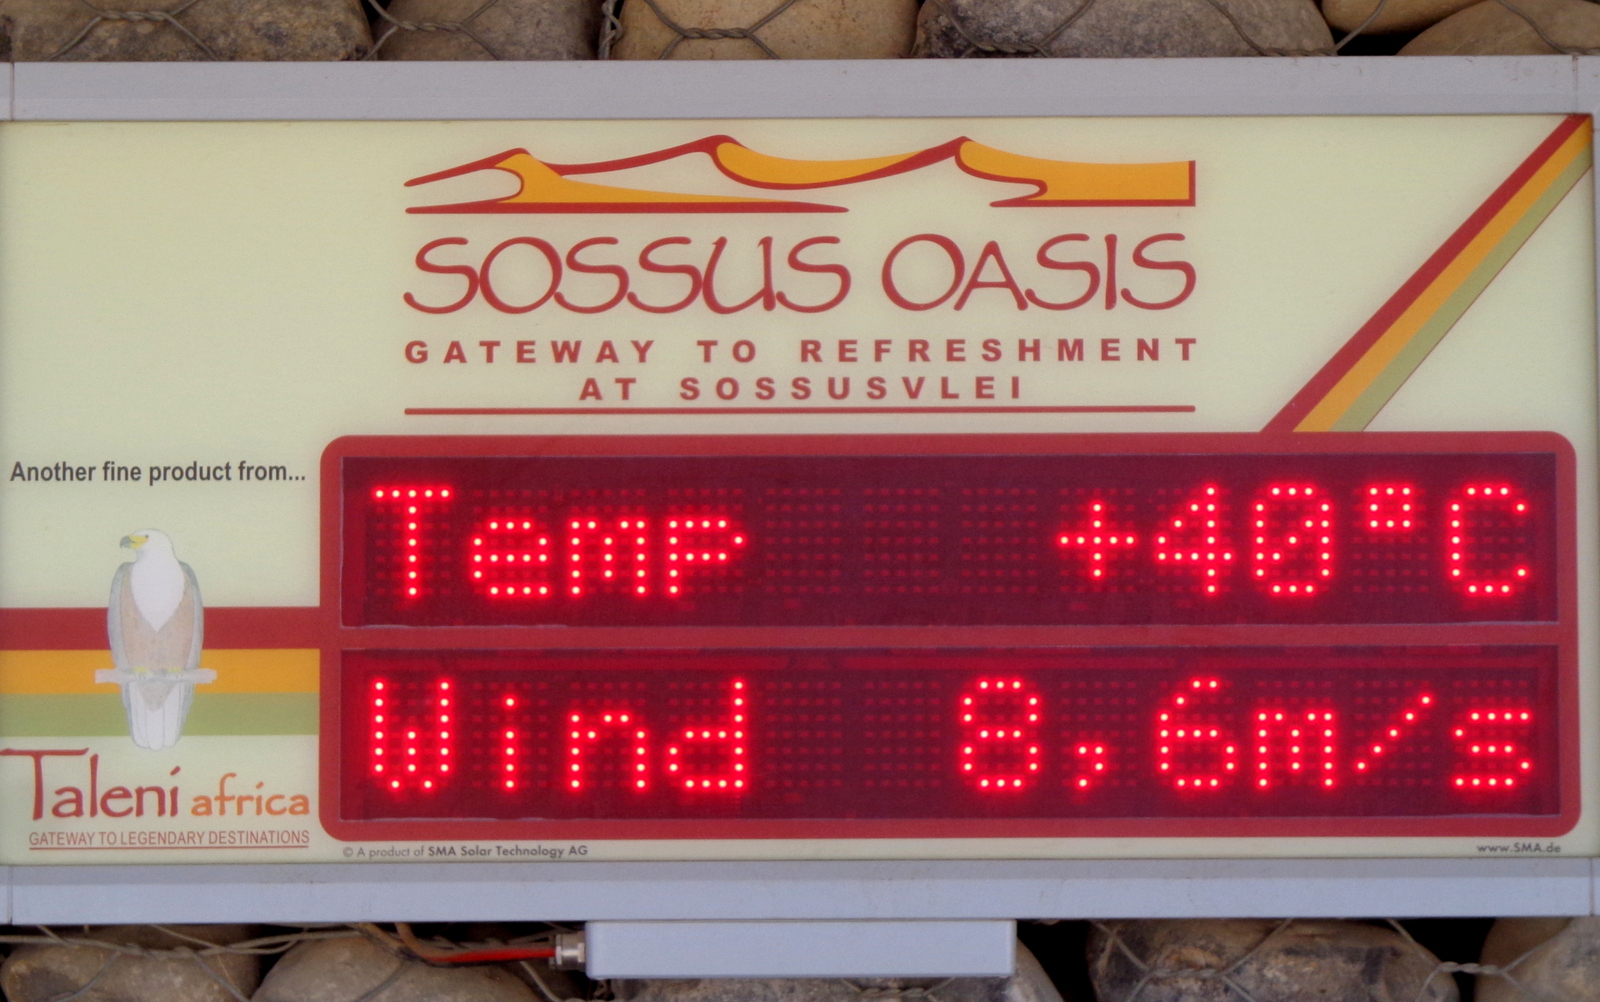 SOSSUS OASIS
GATEWAY TO REFRESHMENT
AT SOSSUSVLEI
Another fine product from...
Temp +40°C
Wind 8,6m/s
Taleni africa
GATEWAY TO LEGENDARY DESTINATIONS
© A product of SMA Solar Technology AG
www.SMA.de